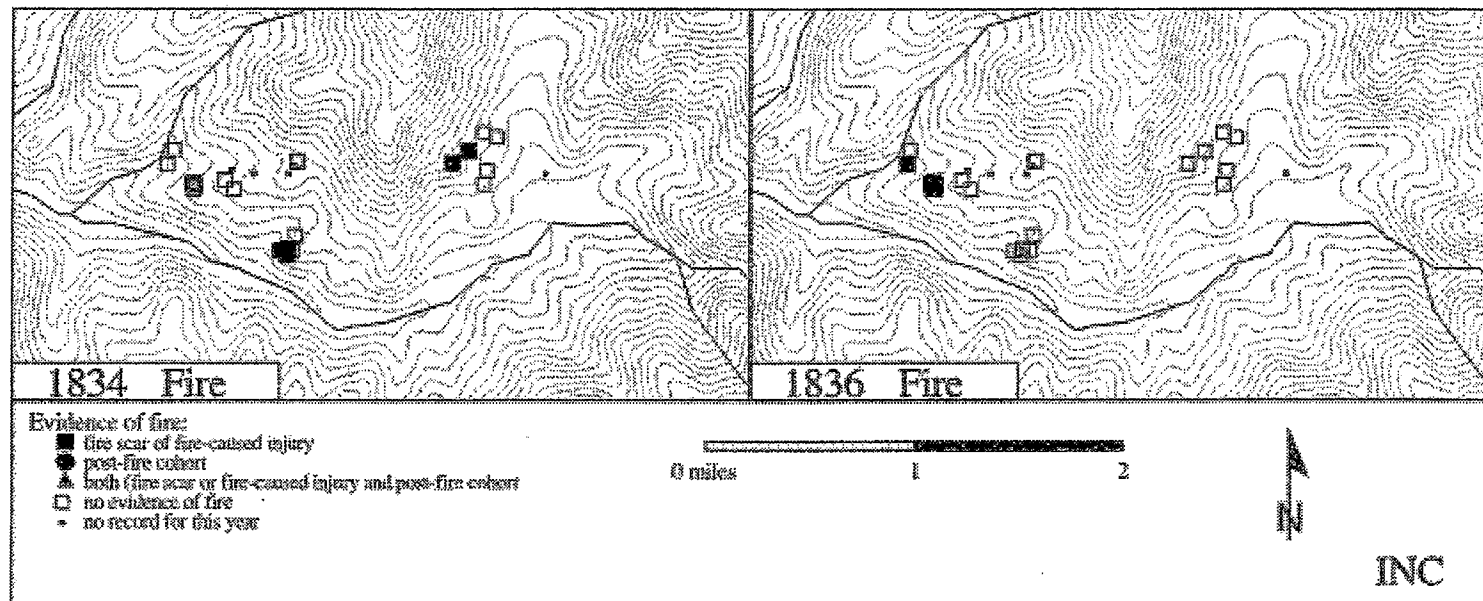 1834 Fire
1836 Fire
Evidence of fire:
fire scar of fire-caused injury
post-fire cohort
both (fire scar or fire-caused injury and post-fire cohort
no evidence of fire
no record for this year
0 miles 1 2
N
INC